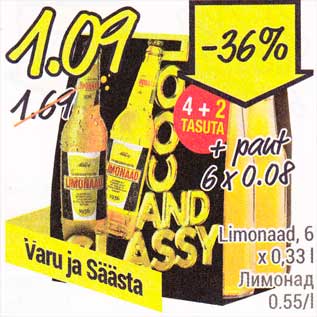 1.09
-36%
1.69
4 + 2
TASUTA
+ pant
6 x 0.08
LIMONAAD
LIMONAAD
COOL
AND
CLASSY
Limonaad, 6
x 0,33 l
Лимонад
0.55/l
Varu ja Säästa